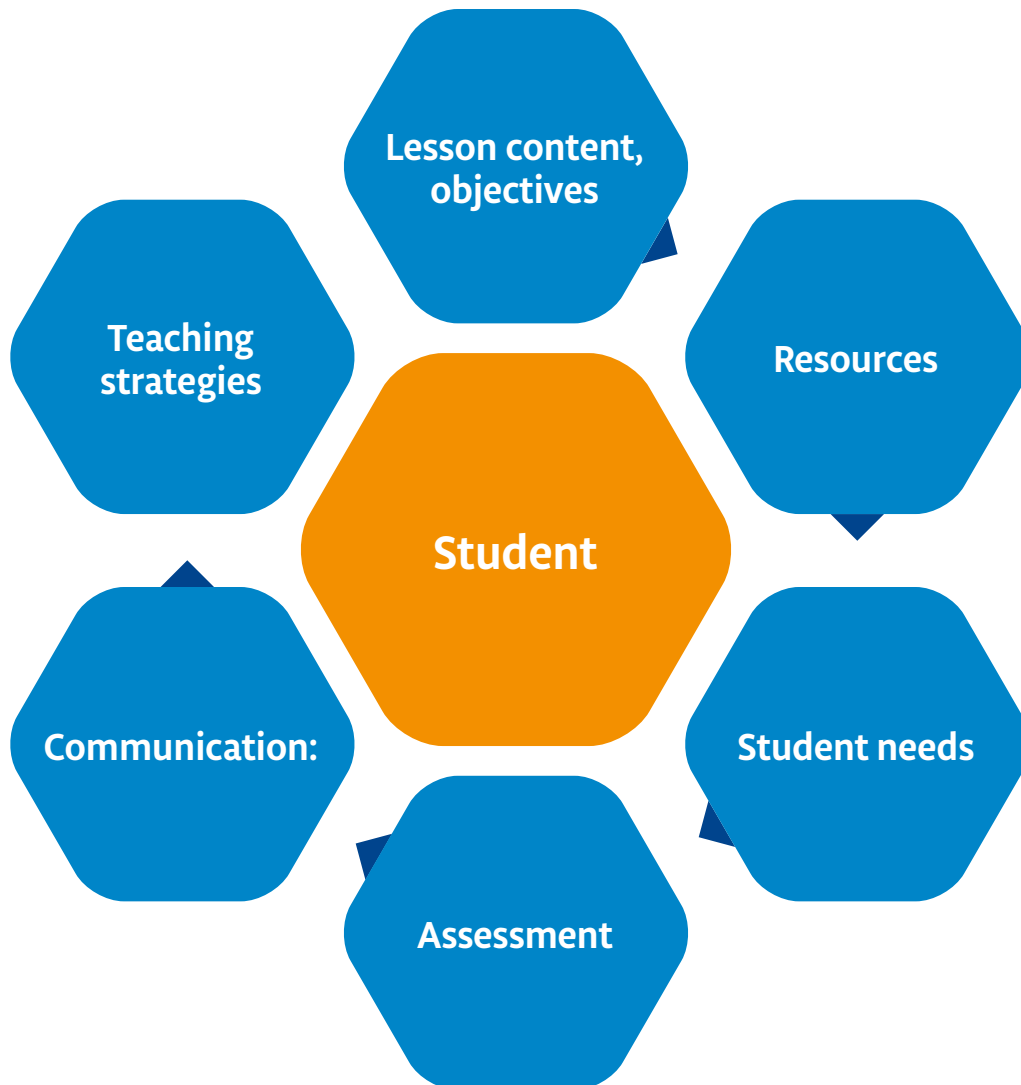 Lesson content,
objectives
Resources
Student needs
Assessment
Communication:
Teaching
strategies
Student